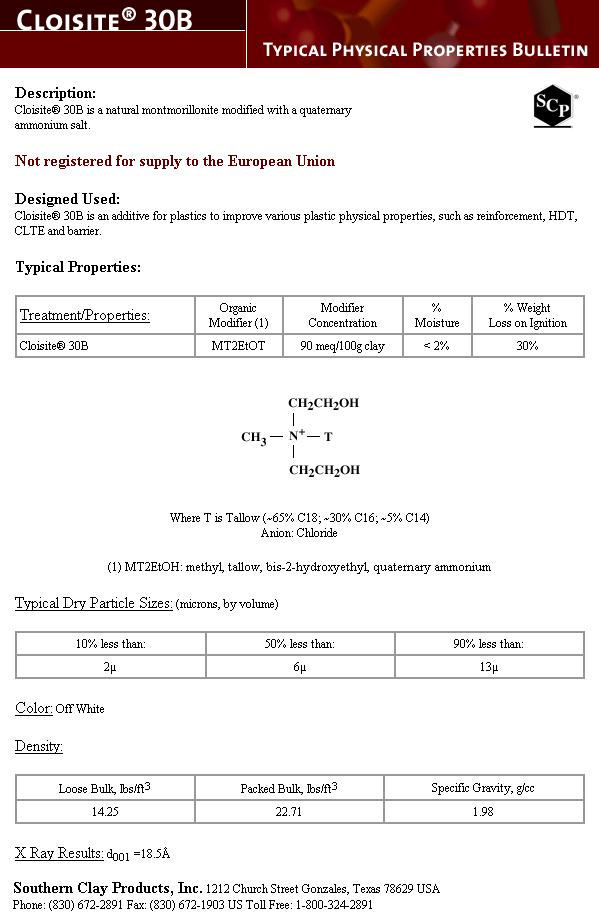 CLOISITE® 30B
TYPICAL PHYSICAL PROPERTIES BULLETIN
Description:
Cloisite® 30B is a natural montmorillonite modified with a quaternary
ammonium salt.
SCP®
Not registered for supply to the European Union
Designed Used:
Cloisite® 30B is an additive for plastics to improve various plastic physical properties, such as reinforcement, HDT,
CLTE and barrier.
Typical Properties:
Treatment/Properties: Organic Modifier (1) Modifier Concentration % Moisture % Weight Loss on Ignition
Cloisite® 30B MT2EtOT 90 meq/100g clay < 2% 30%
CH2CH2OH
CH3 — N+ — T
CH2CH2OH
Where T is Tallow (~65% C18; ~30% C16; ~5% C14)
Anion: Chloride
(1) MT2EtOH: methyl, tallow, bis-2-hydroxyethyl, quaternary ammonium
Typical Dry Particle Sizes: (microns, by volume)
10% less than: 50% less than: 90% less than:
2µ 6µ 13µ
Color: Off White
Density:
Loose Bulk, lbs/ft3 Packed Bulk, lbs/ft3 Specific Gravity, g/cc
14.25 22.71 1.98
X Ray Results: d001 =18.5Å
Southern Clay Products, Inc. 1212 Church Street Gonzales, Texas 78629 USA
Phone: (830) 672-2891 Fax: (830) 672-1903 US Toll Free: 1-800-324-2891